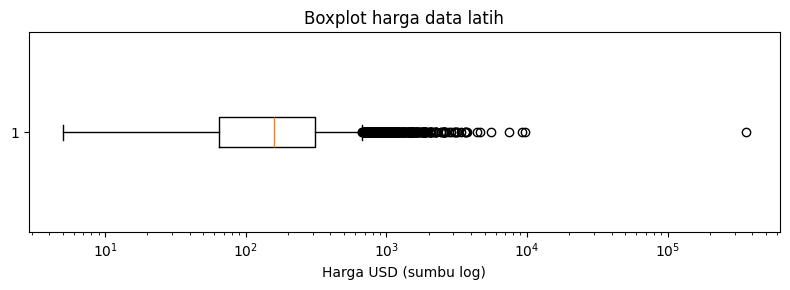 Boxplot harga data latih
1
10¹ 10² 10³ 10⁴ 10⁵
Harga USD (sumbu log)